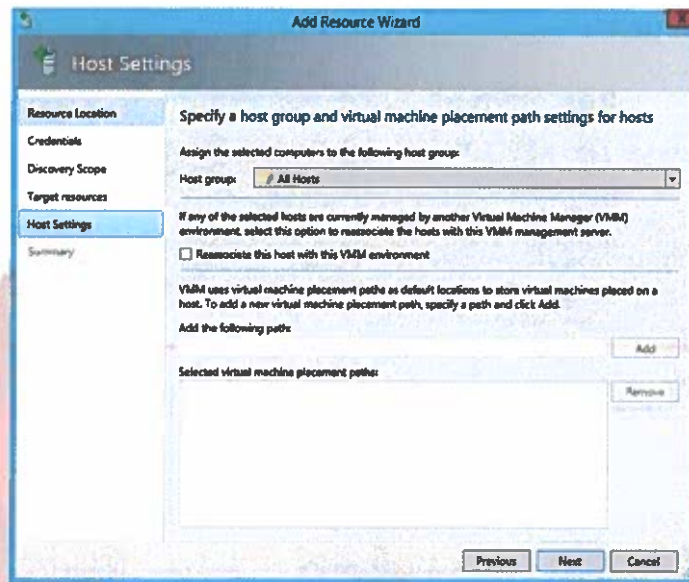 Add Resource Wizard
X
Host Settings
Resource Location
Credentials
Discovery Scope
Target resources
Host Settings
Summary
Specify a host group and virtual machine placement path settings for hosts
Assign the selected computers to the following host group:
Host group:
All Hosts
If any of the selected hosts are currently managed by another Virtual Machine Manager (VMM)
environment, select this option to reassociate the hosts with this VMM management server.
Reassociate this host with this VMM environment
VMM uses virtual machine placement paths as default locations to store virtual machines placed on a
host. To add a new virtual machine placement path, specify a path and click Add.
Add the following path:
Add
Selected virtual machine placement paths:
Remove
Previous
Next
Cancel